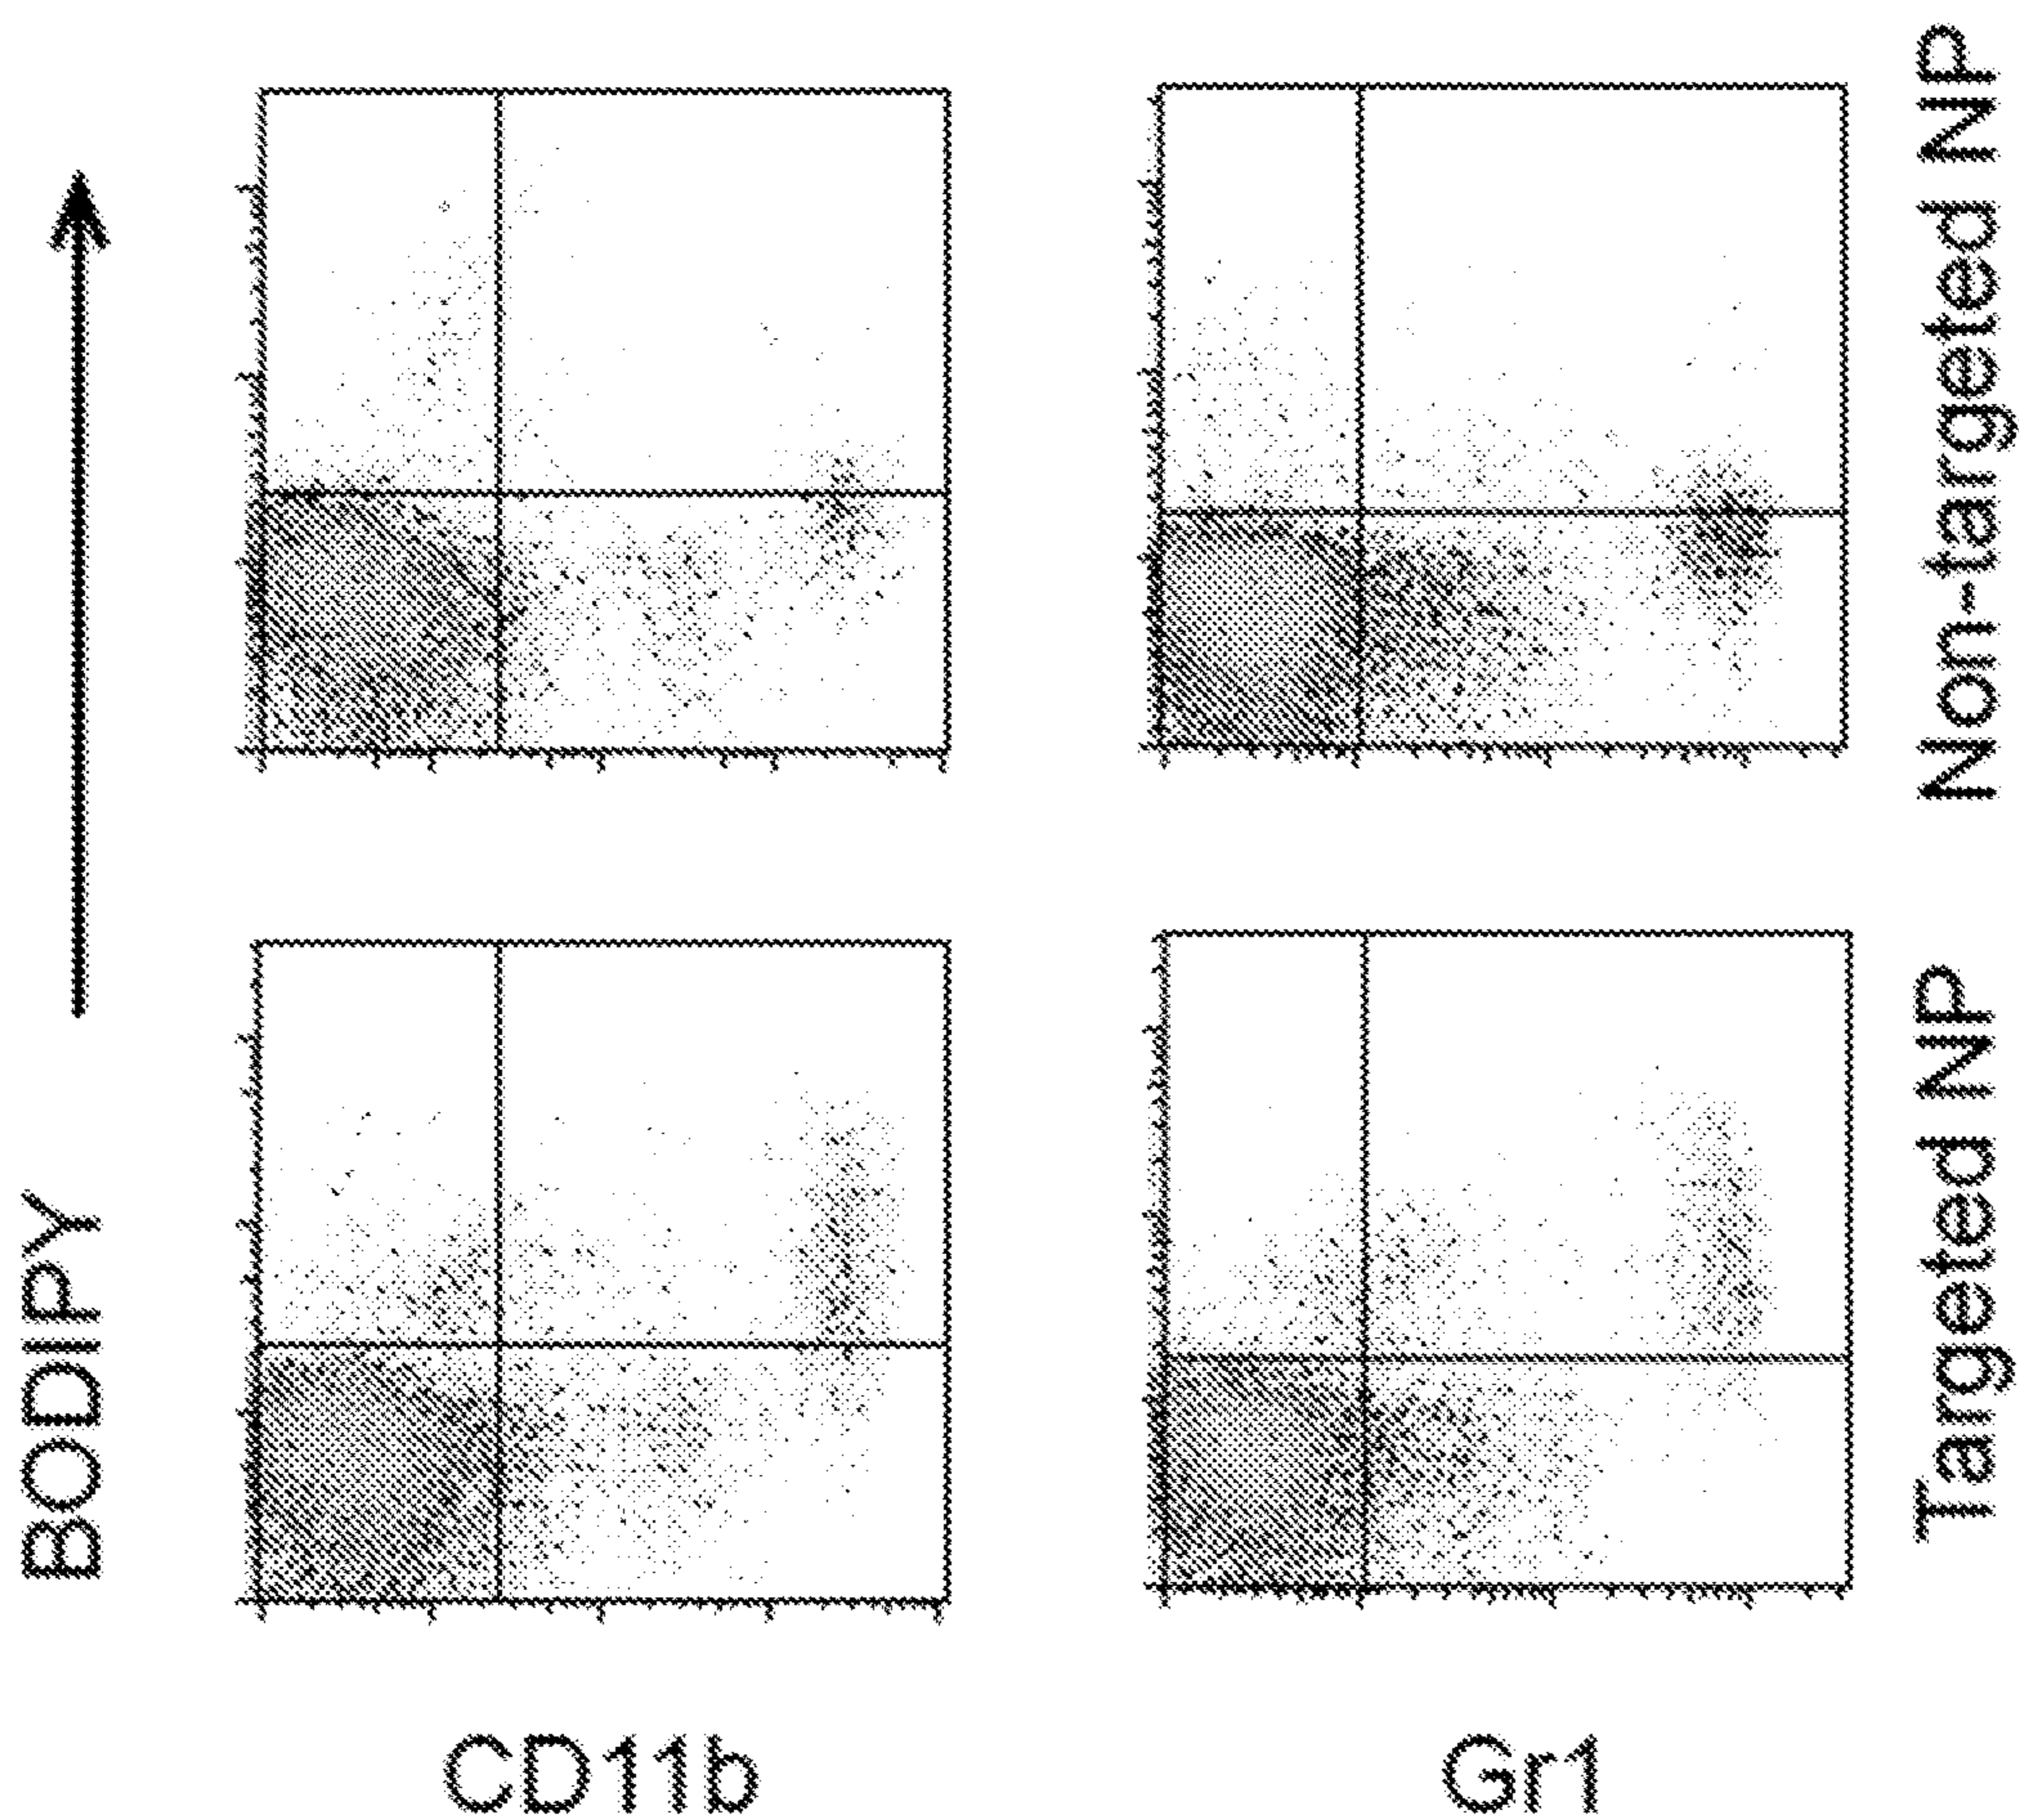 Non-targeted NP
BODIPY
Targeted NP
CD11b
Gr1